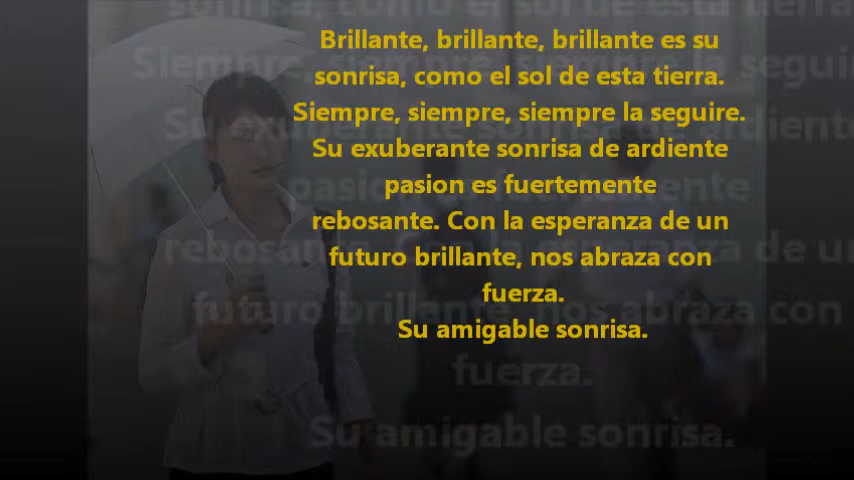 Brillante, brillante, brillante es su
sonrisa, como el sol de esta tierra.
Siempre, siempre, siempre la seguire.
Su exuberante sonrisa de ardiente
pasion es fuertemente
rebosante. Con la esperanza de un
futuro brillante, nos abraza con
fuerza.
Su amigable sonrisa.